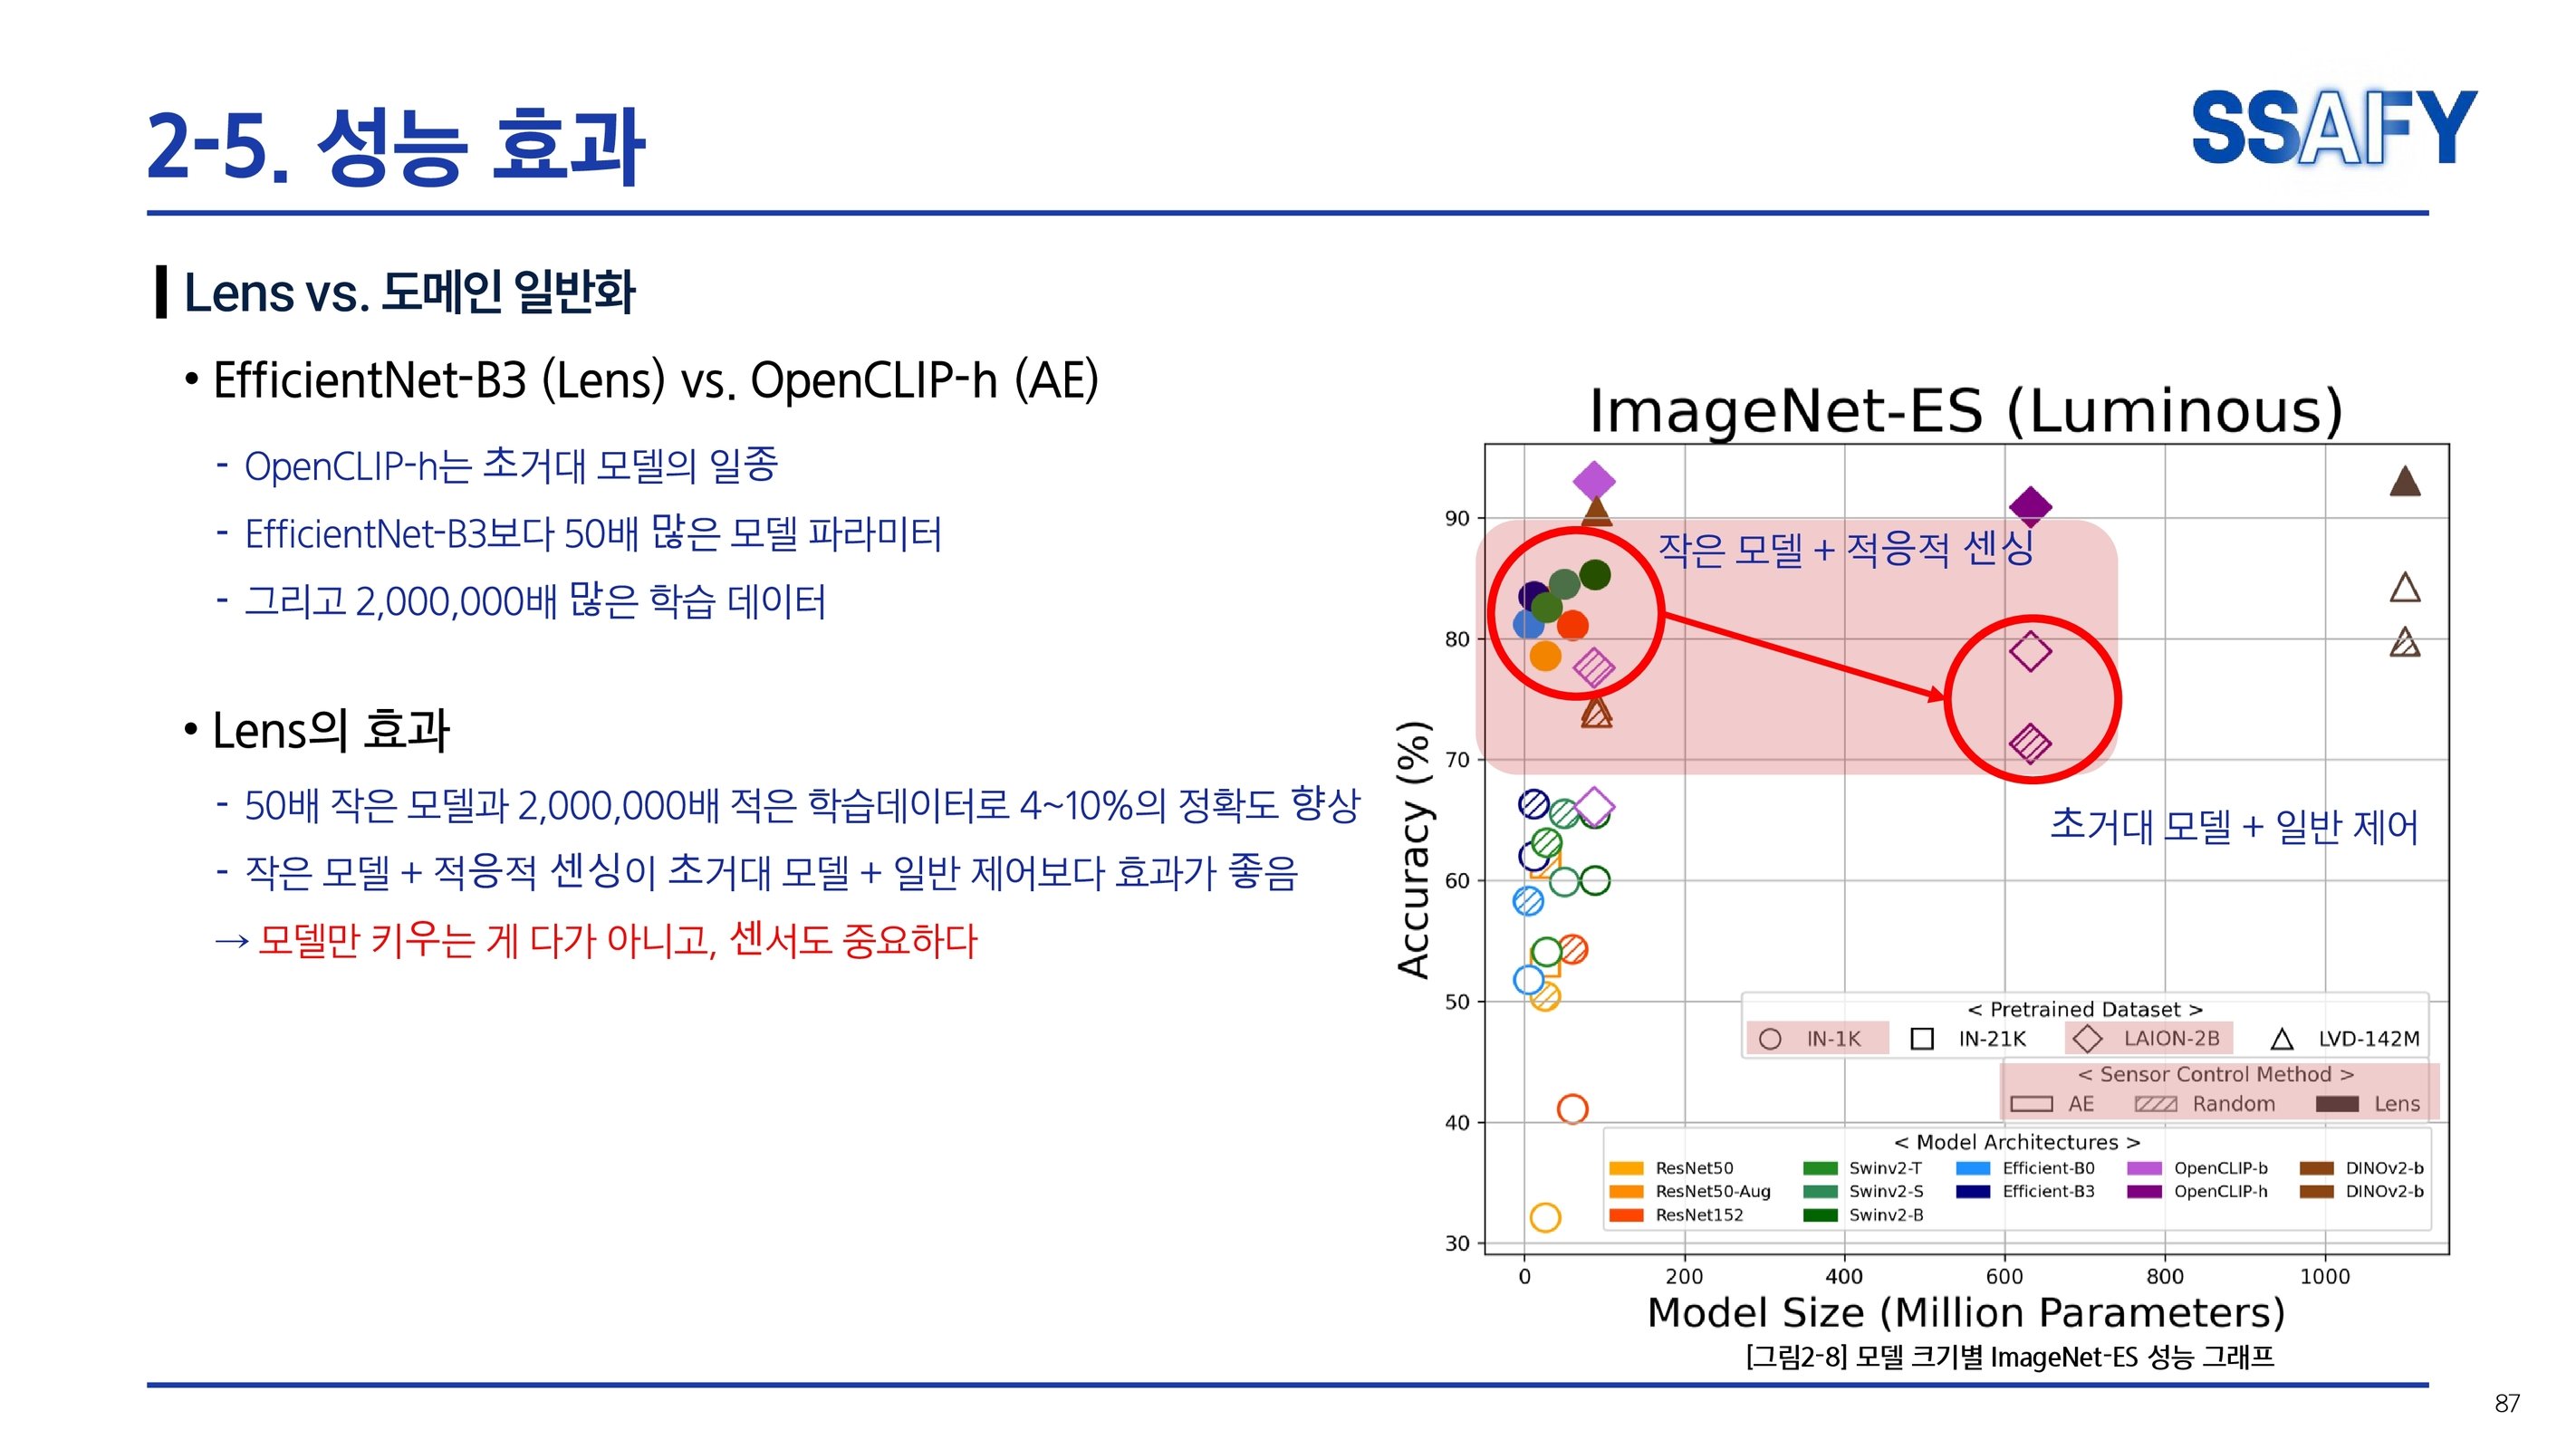 2-5. 성능 효과
SSAFY
Lens vs. 도메인 일반화
• EfficientNet-B3 (Lens) vs. OpenCLIP-h (AE)
- OpenCLIP-h는 초거대 모델의 일종
- EfficientNet-B3보다 50배 많은 모델 파라미터
- 그리고 2,000,000배 많은 학습 데이터
• Lens의 효과
- 50배 작은 모델과 2,000,000배 적은 학습데이터로 4~10%의 정확도 향상
- 작은 모델 + 적응적 센싱이 초거대 모델 + 일반 제어보다 효과가 좋음
→ 모델만 키우는 게 다가 아니고, 센서도 중요하다
ImageNet-ES (Luminous)
작은 모델 + 적응적 센싱
초거대 모델 + 일반 제어
Accuracy (%)
90
80
70
60
50
40
30
< Pretrained Dataset >
IN-1K IN-21K LAION-2B LVD-142M
< Sensor Control Method >
AE Random Lens
< Model Architectures >
ResNet50 Swinv2-T Efficient-B0 OpenCLIP-b DINOv2-b
ResNet50-Aug Swinv2-S Efficient-B3 OpenCLIP-h DINOv2-b
ResNet152 Swinv2-B
0 200 400 600 800 1000
Model Size (Million Parameters)
[그림2-8] 모델 크기별 ImageNet-ES 성능 그래프
87